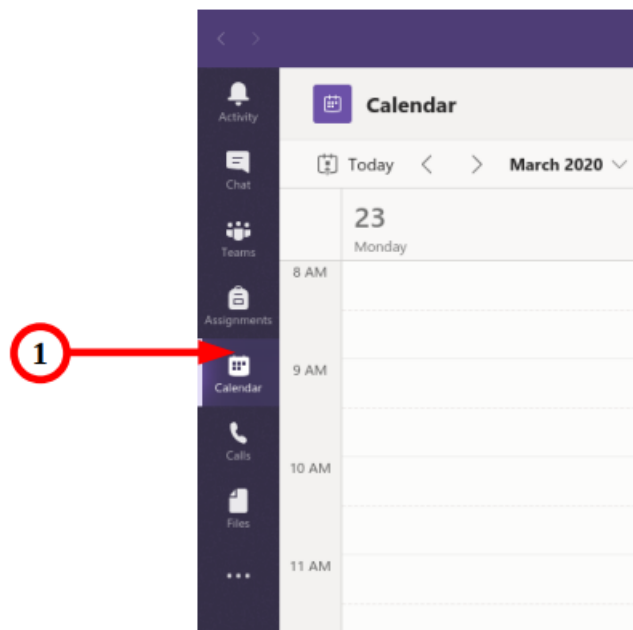 Activity
Chat
Teams
Assignments
1
Calendar
Calls
Files
Calendar
Today
March 2020
23
Monday
8 AM
9 AM
10 AM
11 AM